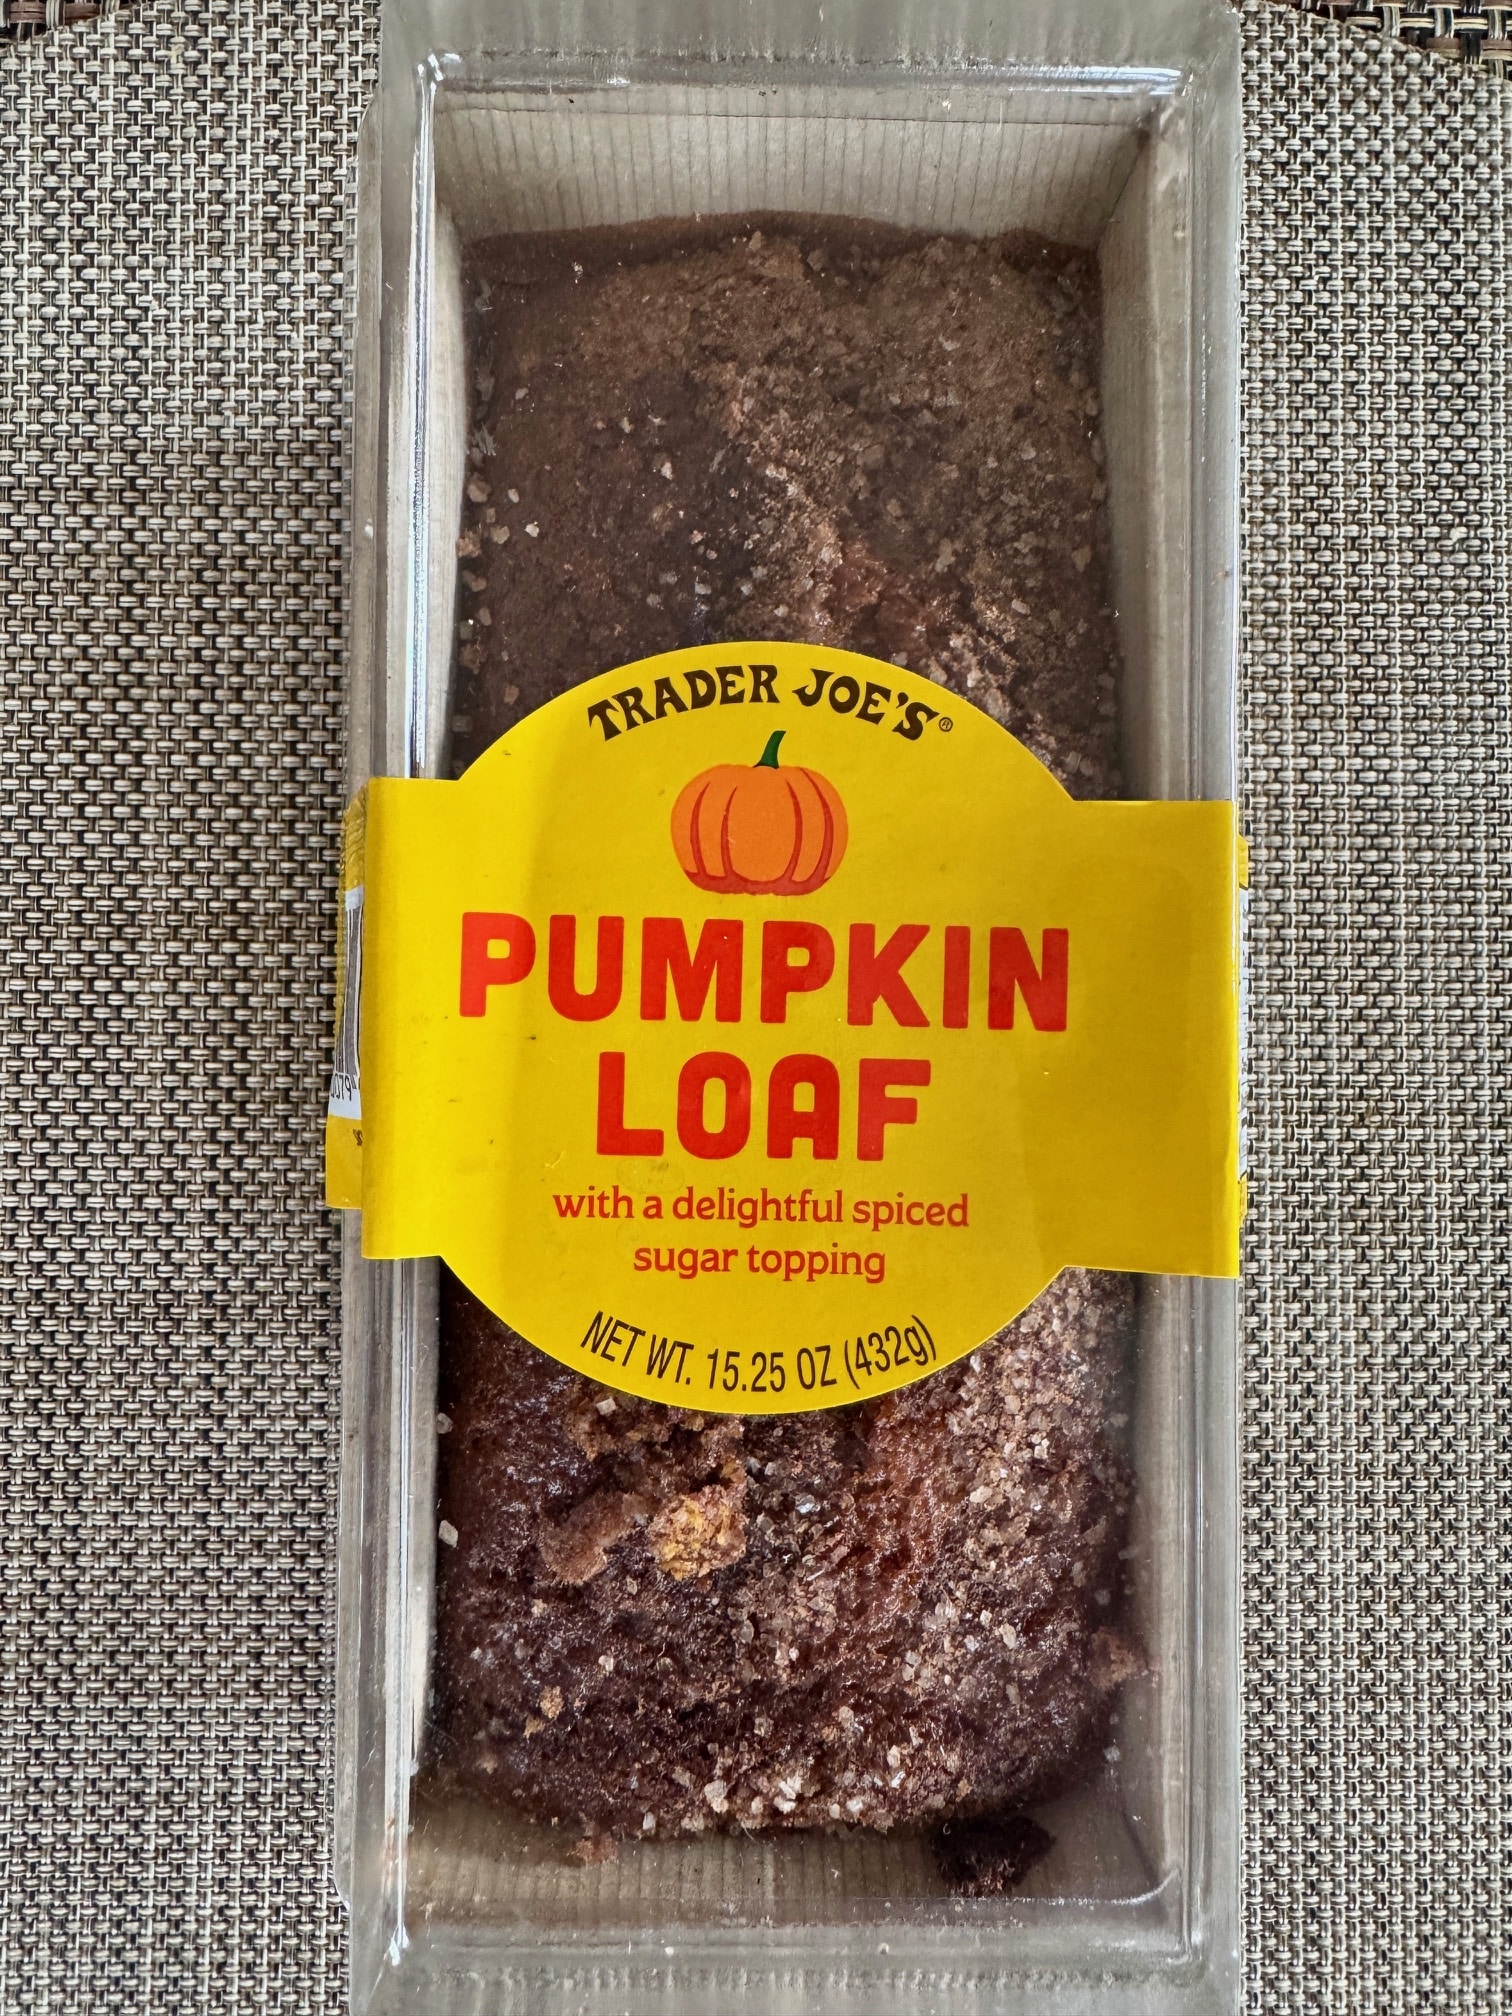 TRADER JOE'S®
PUMPKIN
LOAF
with a delightful spiced
sugar topping
NET WT. 15.25 OZ (432g)